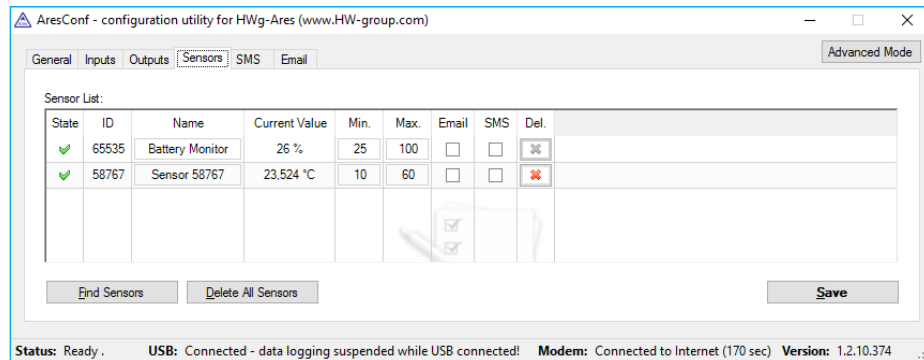 AresConf - configuration utility for HWg-Ares (www.HW-group.com)
General Inputs Outputs Sensors SMS Email Advanced Mode
Sensor List:
State ID Name Current Value Min. Max. Email SMS Del.
65535 Battery Monitor 26 % 25 100
58767 Sensor 58767 23,524 °C 10 60
Find Sensors Delete All Sensors Save
Status: Ready . USB: Connected - data logging suspended while USB connected! Modem: Connected to Internet (170 sec) Version: 1.2.10.374